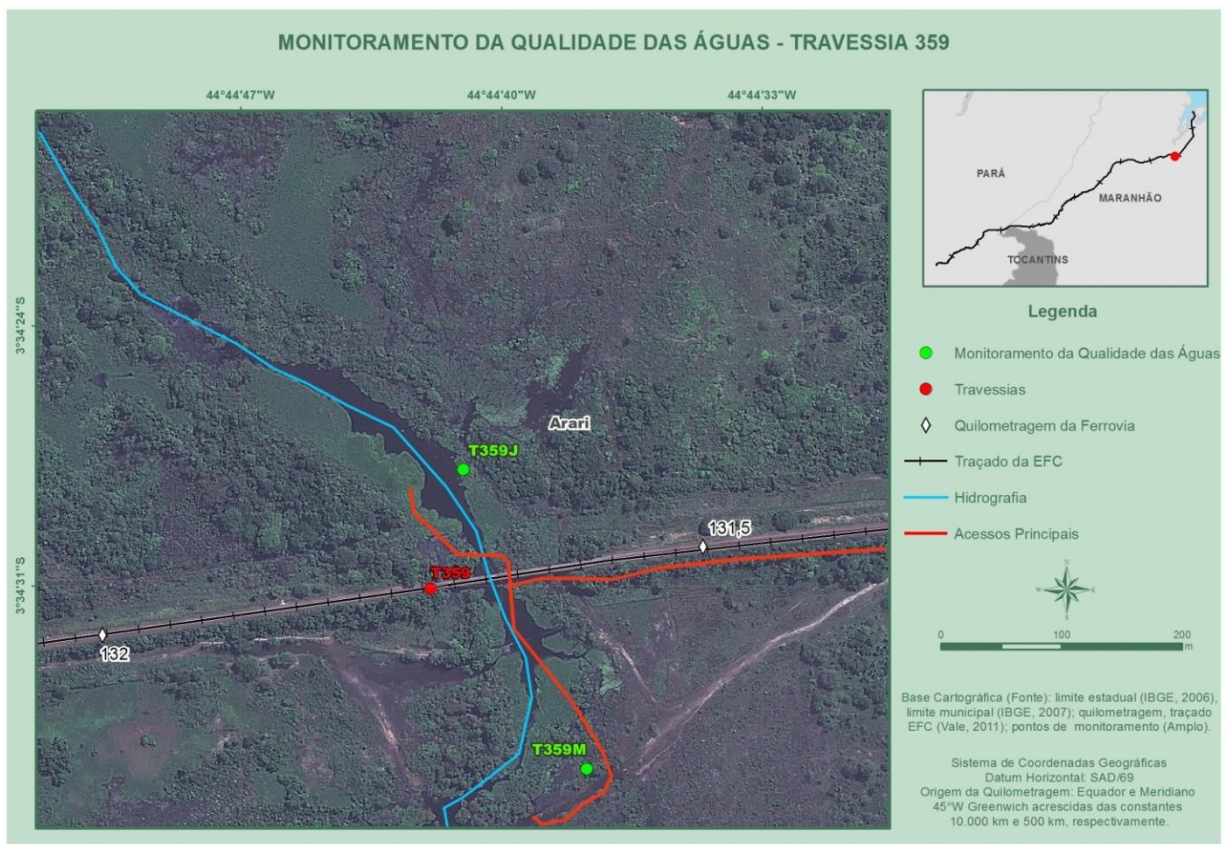 MONITORAMENTO DA QUALIDADE DAS ÁGUAS - TRAVESSIA 359
44°44'47"W
44°44'40"W
44°44'33"W
3°34'24"S
3°34'31"S
Arari
T359J
131,5
T359
132
T359M
PARÁ
MARANHÃO
TOCANTINS
Legenda
Monitoramento da Qualidade das Águas
Travessias
Quilometragem da Ferrovia
Traçado da EFC
Hidrografia
Acessos Principais
N
W
E
S
0 100 200
m
Base Cartográfica (Fonte): limite estadual (IBGE, 2006),
limite municipal (IBGE, 2007); quilometragem, traçado
EFC (Vale, 2011); pontos de monitoramento (Amplo).
Sistema de Coordenadas Geográficas
Datum Horizontal: SAD/69
Origem da Quilometragem: Equador e Meridiano
45°W Greenwich acrescidas das constantes
10.000 km e 500 km, respectivamente.